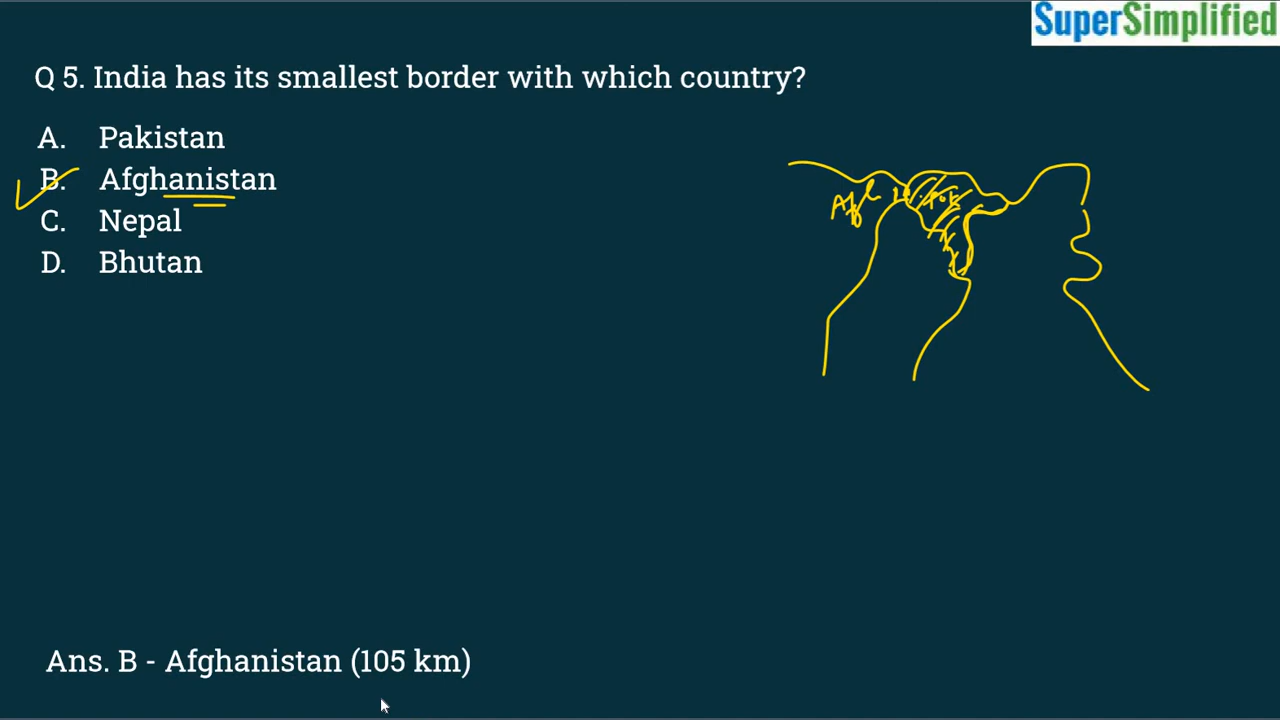 SuperSimplified
Q 5. India has its smallest border with which country?
A. Pakistan
B. Afghanistan
C. Nepal
D. Bhutan
Ans. B - Afghanistan (105 km)